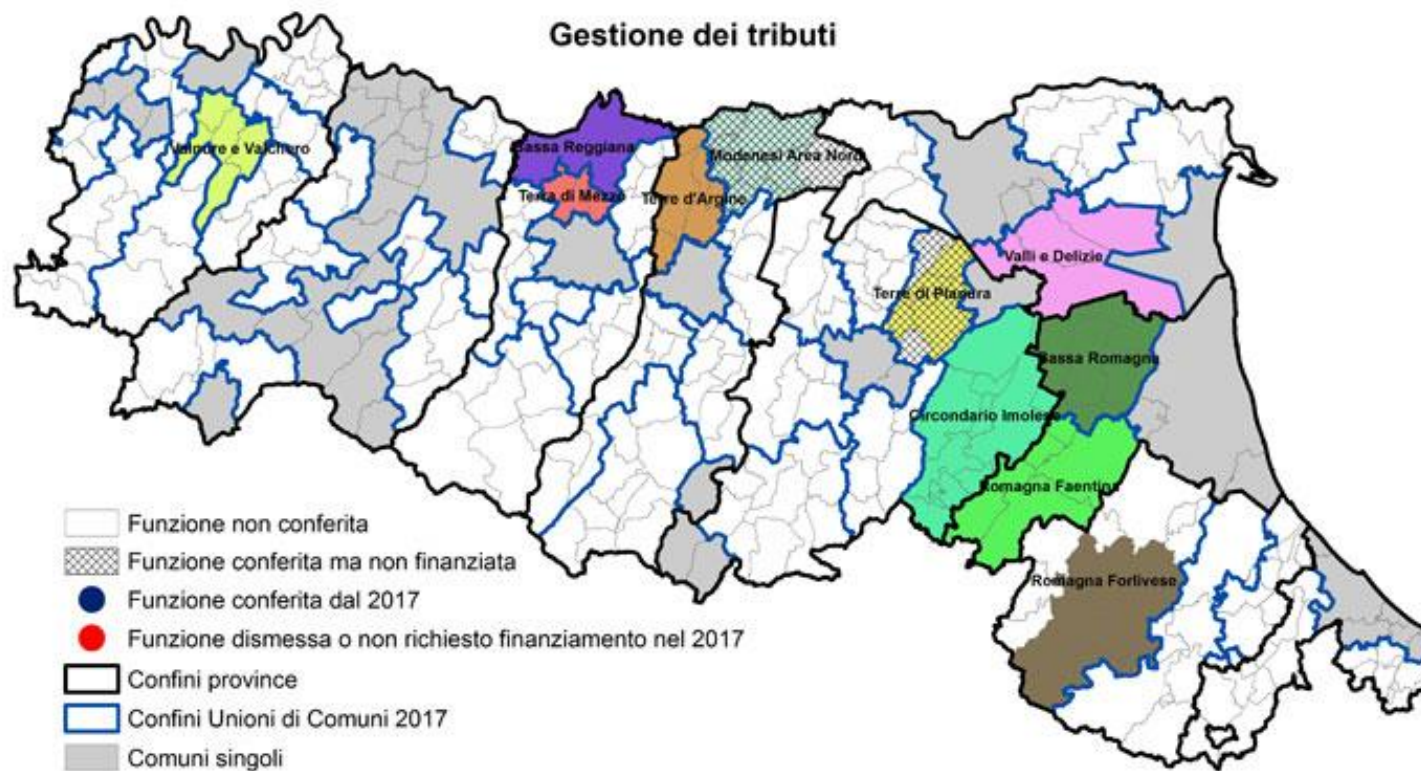 Gestione dei tributi
Valnure e Valchero
Bassa Reggiana
Terra di Mezzo
Terre d'Argine
Modenesi Area Nord
Terre di Pianura
Valli e Delizie
Bassa Romagna
Circondario Imolese
Romagna Faentina
Romagna Forlivese
Funzione non conferita
Funzione conferita ma non finanziata
Funzione conferita dal 2017
Funzione dismessa o non richiesto finanziamento nel 2017
Confini province
Confini Unioni di Comuni 2017
Comuni singoli